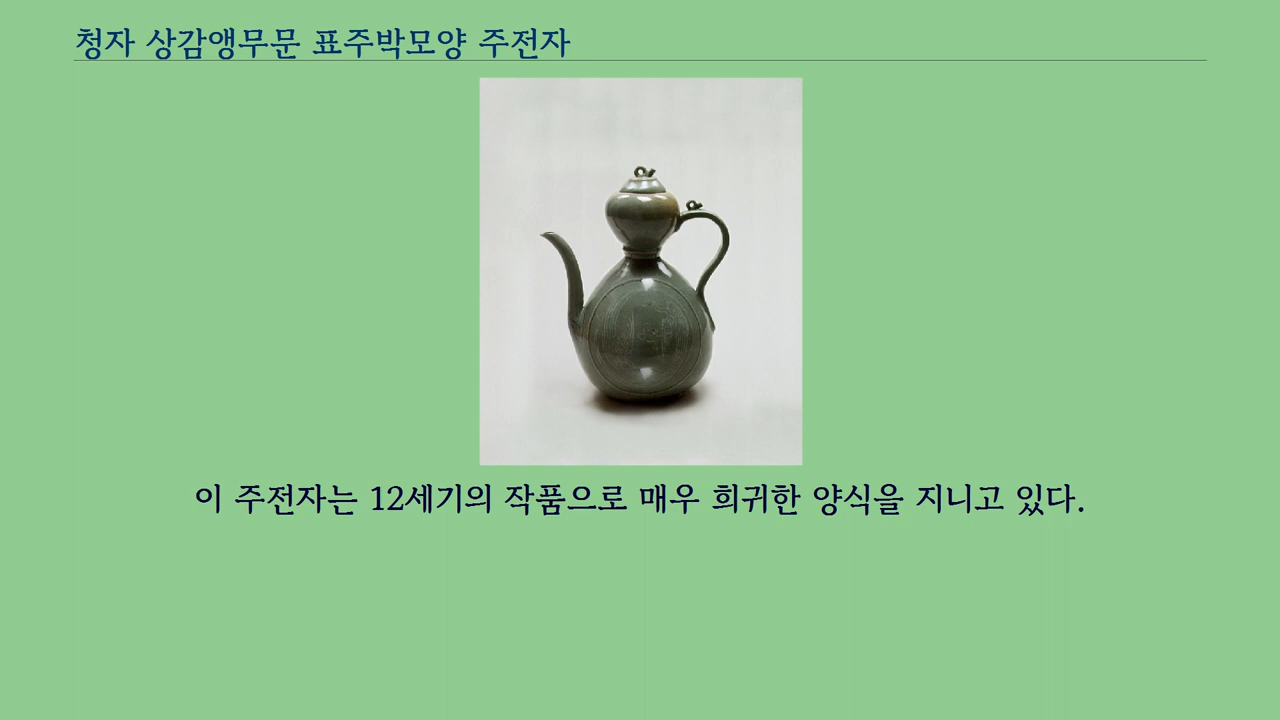 청자 상감앵무문 표주박모양 주전자
이 주전자는 12세기의 작품으로 매우 희귀한 양식을 지니고 있다.